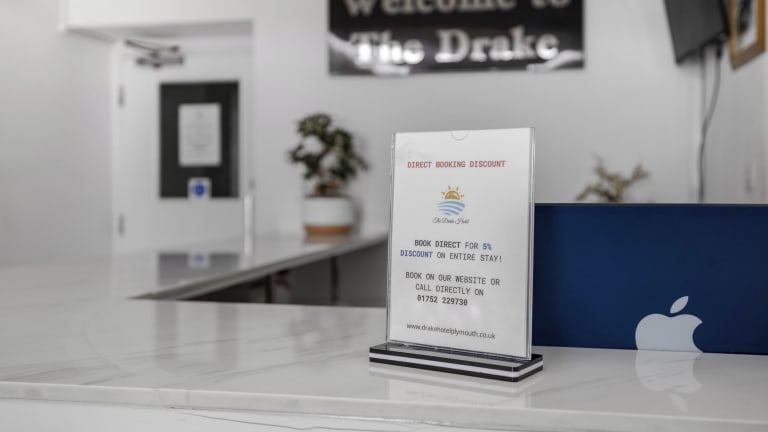 Welcome to
The Drake
DIRECT BOOKING DISCOUNT
The Drake Hotel
BOOK DIRECT FOR 5%
DISCOUNT ON ENTIRE STAY!
BOOK ON OUR WEBSITE OR
CALL DIRECTLY ON
01752 229730
www.drakehotelplymouth.co.uk